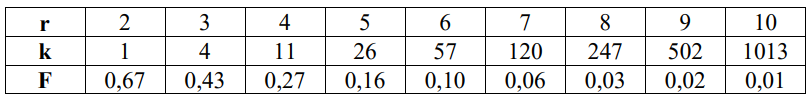 r 2 3 4 5 6 7 8 9 10
k 1 4 11 26 57 120 247 502 1013
F 0,67 0,43 0,27 0,16 0,10 0,06 0,03 0,02 0,01